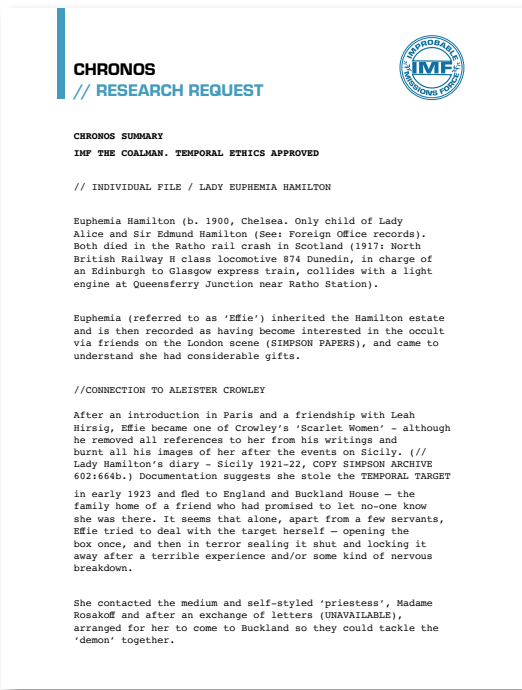 CHRONOS
// RESEARCH REQUEST
IMPROBABLE
IMF
MISSIONS FORCE
CHRONOS SUMMARY
IMF THE COALMAN. TEMPORAL ETHICS APPROVED
// INDIVIDUAL FILE / LADY EUPHEMIA HAMILTON
Euphemia Hamilton (b. 1900, Chelsea. Only child of Lady
Alice and Sir Edmund Hamilton (See: Foreign Office records).
Both died in the Ratho rail crash in Scotland (1917: North
British Railway H class locomotive 874 Dunedin, in charge of
an Edinburgh to Glasgow express train, collides with a light
engine at Queensferry Junction near Ratho Station).
Euphemia (referred to as ‘Effie’) inherited the Hamilton estate
and is then recorded as having become interested in the occult
via friends on the London scene (SIMPSON PAPERS), and came to
understand she had considerable gifts.
//CONNECTION TO ALEISTER CROWLEY
After an introduction in Paris and a friendship with Leah
Hirsig, Effie became one of Crowley’s ‘Scarlet Women’ – although
he removed all references to her from his writings and
burnt all his images of her after the events on Sicily. (//
Lady Hamilton’s diary – Sicily 1921-22, COPY SIMPSON ARCHIVE
602:664b.) Documentation suggests she stole the TEMPORAL TARGET
in early 1923 and fled to England and Buckland House — the
family home of a friend who had promised to let no-one know
she was there. It seems that alone, apart from a few servants,
Effie tried to deal with the target herself — opening the
box once, and then in terror sealing it shut and locking it
away after a terrible experience and/or some kind of nervous
breakdown.
She contacted the medium and self-styled ‘priestess’, Madame
Rosakoff and after an exchange of letters (UNAVAILABLE),
arranged for her to come to Buckland so they could tackle the
‘demon’ together.